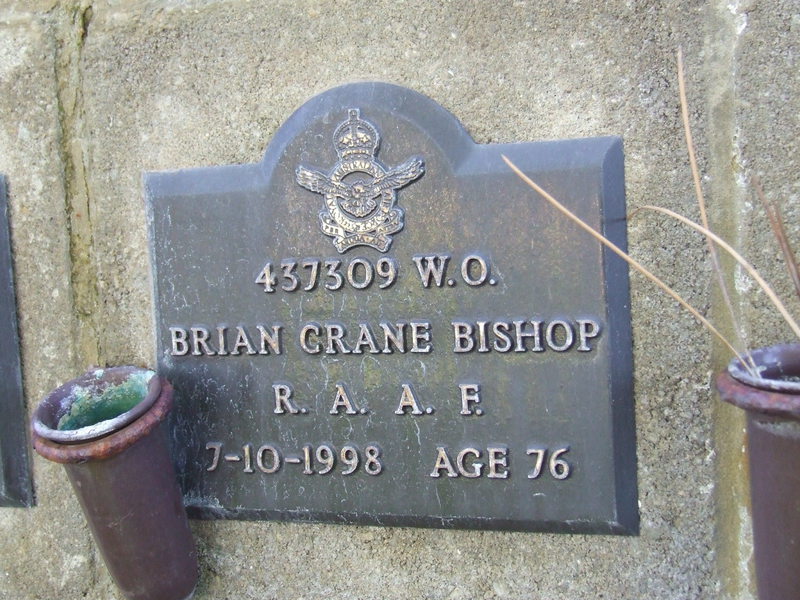 437309 W.O.
BRIAN CRANE BISHOP
R. A. A. F.
7-10-1998 AGE 76